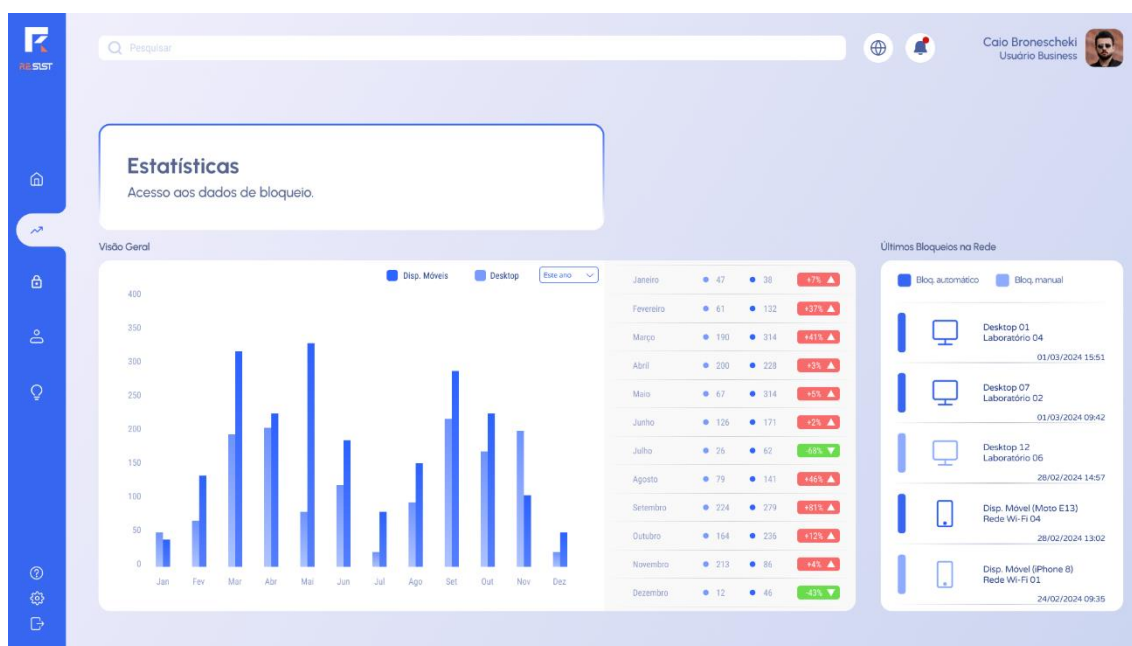 RE.SIST
Pesquisar
Caio Bronescheki
Usuário Business
Estatísticas
Acesso aos dados de bloqueio.
Visão Geral
Disp. Móveis Desktop Este ano
400
350
300
250
200
150
100
50
0
Jan Fev Mar Abr Mai Jun Jul Ago Set Out Nov Dez
Janeiro 47 38 +7%
Fevereiro 61 132 +37%
Março 190 314 +41%
Abril 200 228 +3%
Maio 67 314 +5%
Junho 126 171 +2%
Julho 26 62 -68%
Agosto 79 141 +46%
Setembro 224 279 +81%
Outubro 164 236 +12%
Novembro 213 86 +4%
Dezembro 12 46 -43%
Últimos Bloqueios na Rede
Bloq. automático Bloq. manual
Desktop 01
Laboratório 04
01/03/2024 15:51
Desktop 07
Laboratório 02
01/03/2024 09:42
Desktop 12
Laboratório 06
28/02/2024 14:57
Disp. Móvel (Moto E13)
Rede Wi-Fi 04
28/02/2024 13:02
Disp. Móvel (iPhone 8)
Rede Wi-Fi 01
24/02/2024 09:35